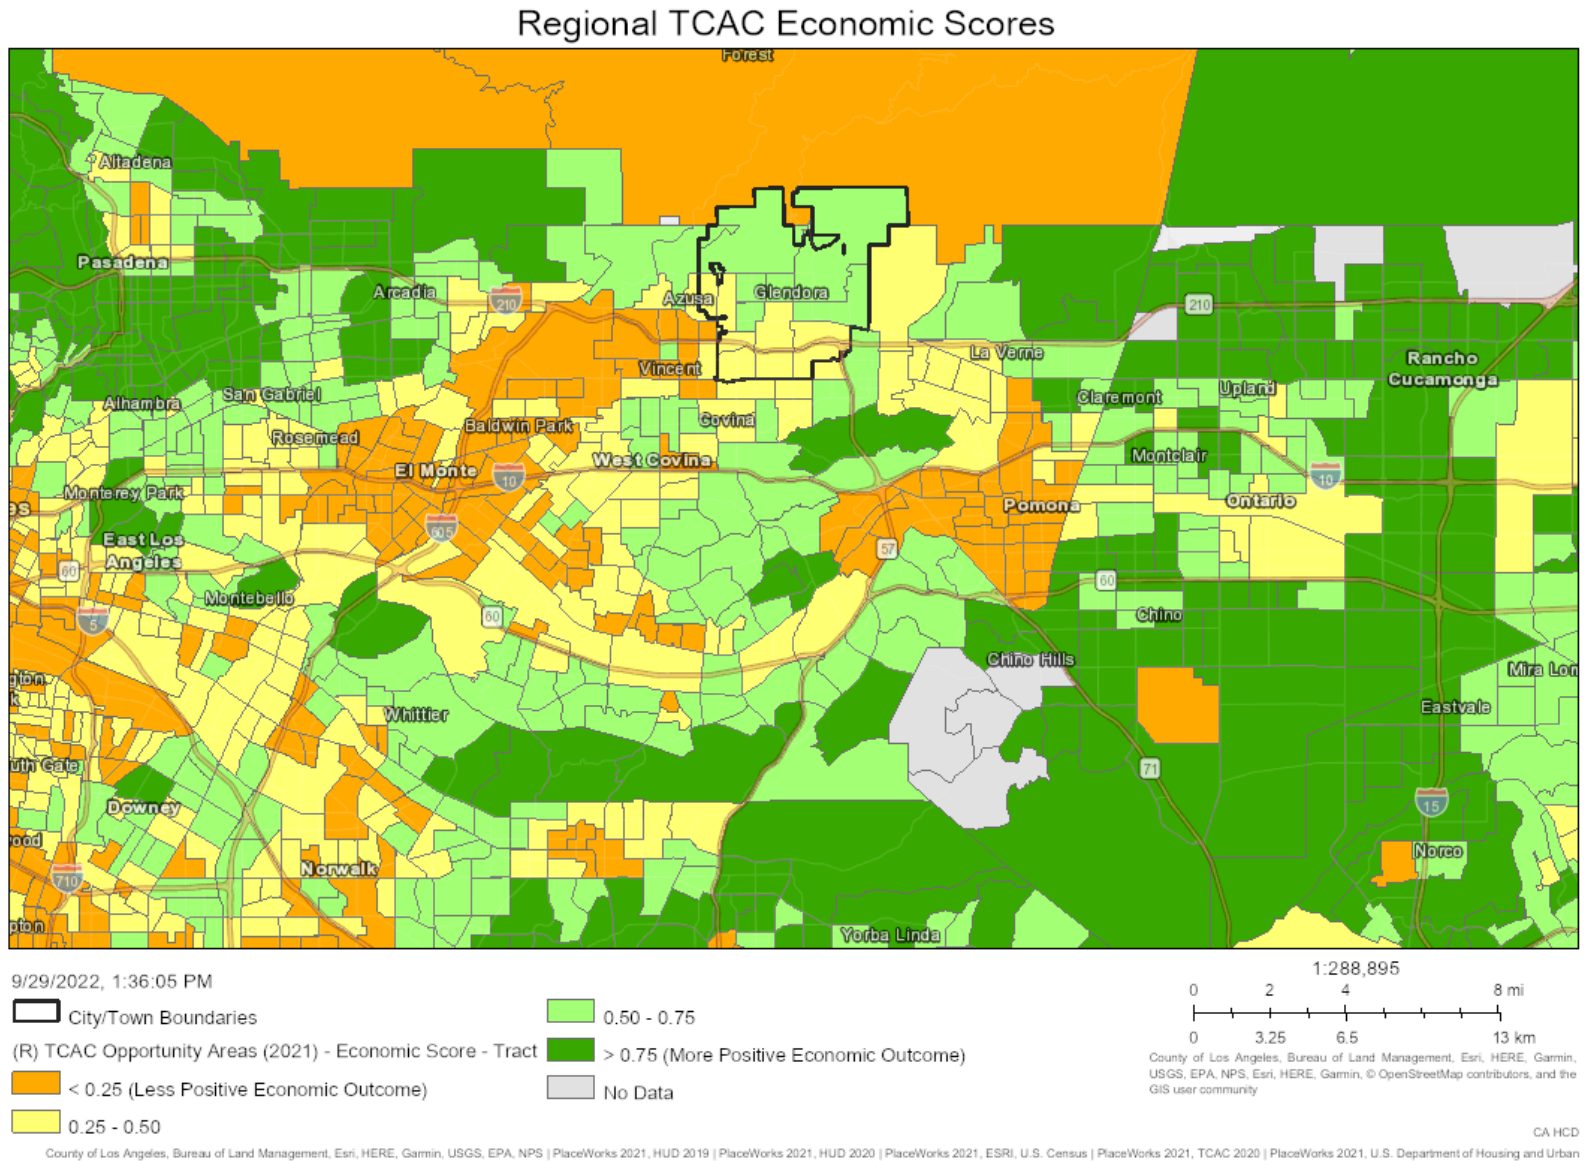 Regional TCAC Economic Scores
Forest
Altadena
Pasadena
Arcadia
210
Azusa
Glendora
210
Vincent
La Verne
Rancho
Cucamonga
San Gabriel
Alhambra
Claremont
Upland
Covina
Baldwin Park
Rosemead
El Monte
West Covina
Montclair
10
10
Monterey Park
Pomona
Ontario
es
605
East Los
Angeles
57
60
60
Montebello
60
Chino
5
Chino Hills
Mira Lon
gton
k
Whittier
Eastvale
uth Gate
71
Downey
15
ood
Norco
Norwalk
710
pton
Yorba Linda
9/29/2022, 1:36:05 PM
City/Town Boundaries
(R) TCAC Opportunity Areas (2021) - Economic Score - Tract
< 0.25 (Less Positive Economic Outcome)
0.25 - 0.50
0.50 - 0.75
> 0.75 (More Positive Economic Outcome)
No Data
1:288,895
0 2 4 8 mi
0 3.25 6.5 13 km
County of Los Angeles, Bureau of Land Management, Esri, HERE, Garmin,
USGS, EPA, NPS, Esri, HERE, Garmin, © OpenStreetMap contributors, and the
GIS user community
CA HCD
County of Los Angeles, Bureau of Land Management, Esri, HERE, Garmin, USGS, EPA, NPS | PlaceWorks 2021, HUD 2019 | PlaceWorks 2021, HUD 2020 | PlaceWorks 2021, ESRI, U.S. Census | PlaceWorks 2021, TCAC 2020 | PlaceWorks 2021, U.S. Department of Housing and Urban